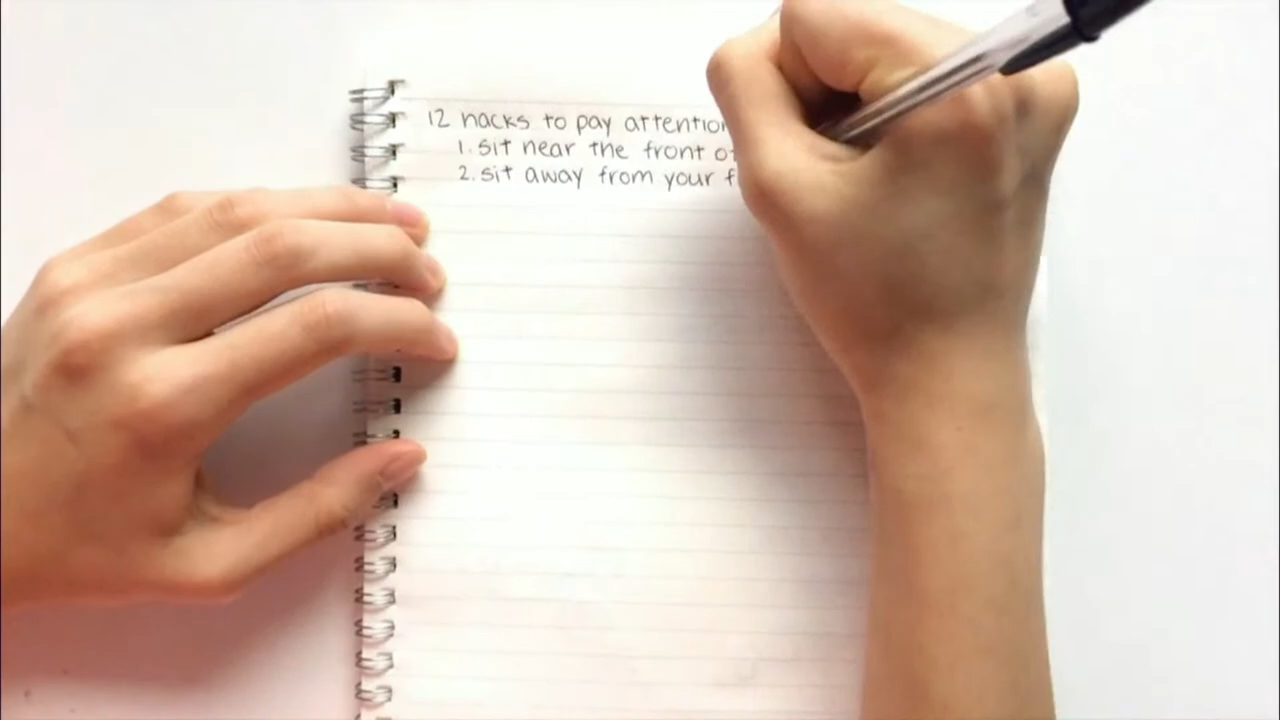 12 hacks to pay attention
1. sit near the front of
2. sit away from your f